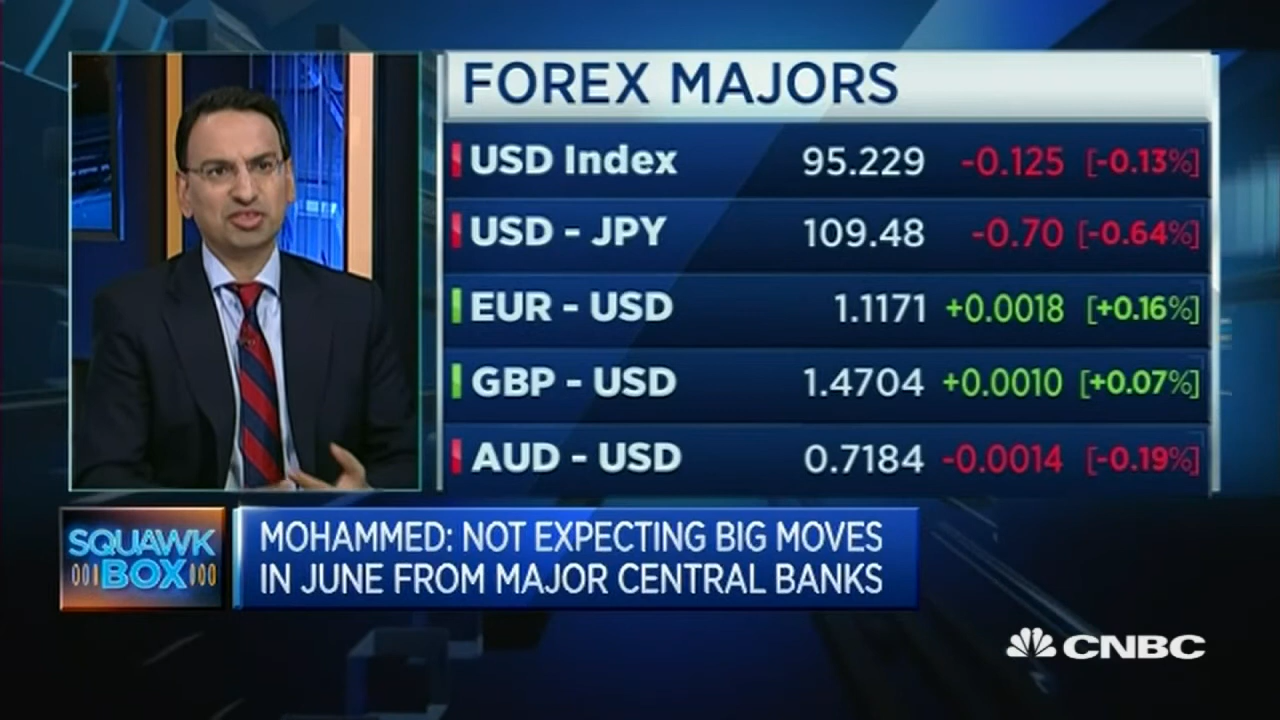 FOREX MAJORS
USD Index 95.229 -0.125 [-0.13%]
USD - JPY 109.48 -0.70 [-0.64%]
EUR - USD 1.1171 +0.0018 [+0.16%]
GBP - USD 1.4704 +0.0010 [+0.07%]
AUD - USD 0.7184 -0.0014 [-0.19%]
SQUAWK
BOX
MOHAMMED: NOT EXPECTING BIG MOVES
IN JUNE FROM MAJOR CENTRAL BANKS
CNBC